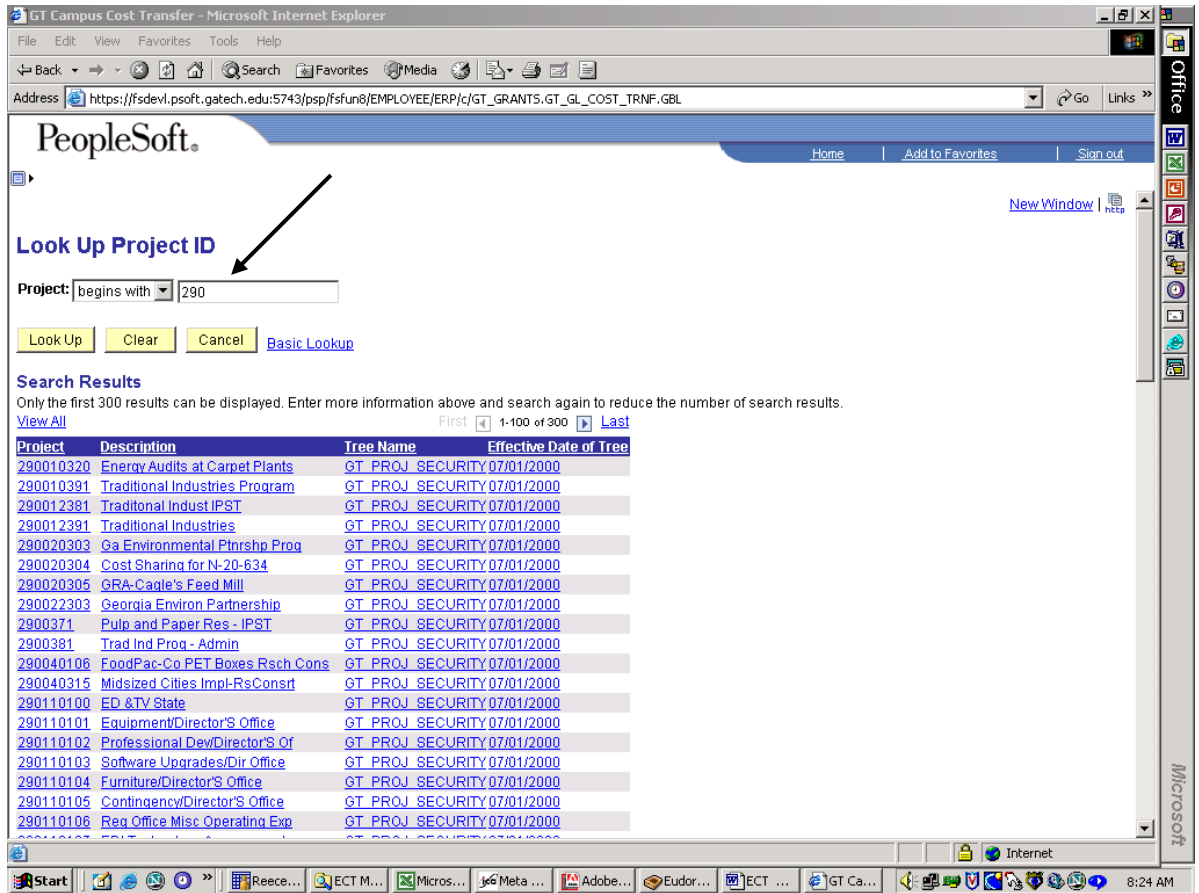 GT Campus Cost Transfer - Microsoft Internet Explorer
File Edit View Favorites Tools Help
Back Search Favorites Media
Address https://fsdevl.psoft.gatech.edu:5743/psp/fsfun8/EMPLOYEE/ERP/c/GT_GRANTS.GT_GL_COST_TRNF.GBL Go Links »
PeopleSoft®
Home | Add to Favorites | Sign out
New Window | http
Look Up Project ID
Project: begins with 290
Look Up Clear Cancel Basic Lookup
Search Results
Only the first 300 results can be displayed. Enter more information above and search again to reduce the number of search results.
View All First 1-100 of 300 Last
Project Description Tree Name Effective Date of Tree
290010320 Energy Audits at Carpet Plants GT_PROJ_SECURITY 07/01/2000
290010391 Traditional Industries Program GT_PROJ_SECURITY 07/01/2000
290012381 Traditonal Indust IPST GT_PROJ_SECURITY 07/01/2000
290012391 Traditional Industries GT_PROJ_SECURITY 07/01/2000
290020303 Ga Environmental Ptnrshp Prog GT_PROJ_SECURITY 07/01/2000
290020304 Cost Sharing for N-20-634 GT_PROJ_SECURITY 07/01/2000
290020305 GRA-Cagle's Feed Mill GT_PROJ_SECURITY 07/01/2000
290022303 Georgia Environ Partnership GT_PROJ_SECURITY 07/01/2000
2900371 Pulp and Paper Res - IPST GT_PROJ_SECURITY 07/01/2000
2900381 Trad Ind Prog - Admin GT_PROJ_SECURITY 07/01/2000
290040106 FoodPac-Co PET Boxes Rsch Cons GT_PROJ_SECURITY 07/01/2000
290040315 Midsized Cities Impl-RsConsrt GT_PROJ_SECURITY 07/01/2000
290110100 ED &TV State GT_PROJ_SECURITY 07/01/2000
290110101 Equipment/Director'S Office GT_PROJ_SECURITY 07/01/2000
290110102 Professional Dev/Director'S Of GT_PROJ_SECURITY 07/01/2000
290110103 Software Upgrades/Dir Office GT_PROJ_SECURITY 07/01/2000
290110104 Furniture/Director'S Office GT_PROJ_SECURITY 07/01/2000
290110105 Contingency/Director'S Office GT_PROJ_SECURITY 07/01/2000
290110106 Reg Office Misc Operating Exp GT_PROJ_SECURITY 07/01/2000
Internet
Start » Reece... ECT M... Micros... Meta ... Adobe... Eudor... ECT ... GT Ca... 8:24 AM
Office
Microsoft